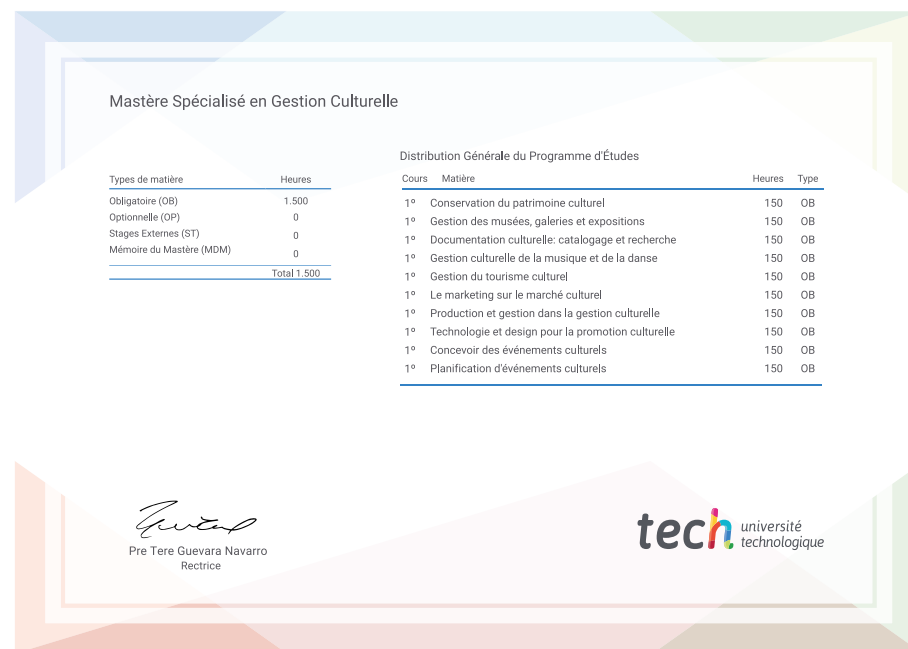 Mastère Spécialisé en Gestion Culturelle
Types de matière Heures
Obligatoire (OB) 1.500
Optionnelle (OP) 0
Stages Externes (ST) 0
Mémoire du Mastère (MDM) 0
Total 1.500
Distribution Générale du Programme d'Études
Cours Matière Heures Type
1º Conservation du patrimoine culturel 150 OB
1º Gestion des musées, galeries et expositions 150 OB
1º Documentation culturelle: catalogage et recherche 150 OB
1º Gestion culturelle de la musique et de la danse 150 OB
1º Gestion du tourisme culturel 150 OB
1º Le marketing sur le marché culturel 150 OB
1º Production et gestion dans la gestion culturelle 150 OB
1º Technologie et design pour la promotion culturelle 150 OB
1º Concevoir des événements culturels 150 OB
1º Planification d'événements culturels 150 OB
Pre Tere Guevara Navarro
Rectrice
tech université
technologique